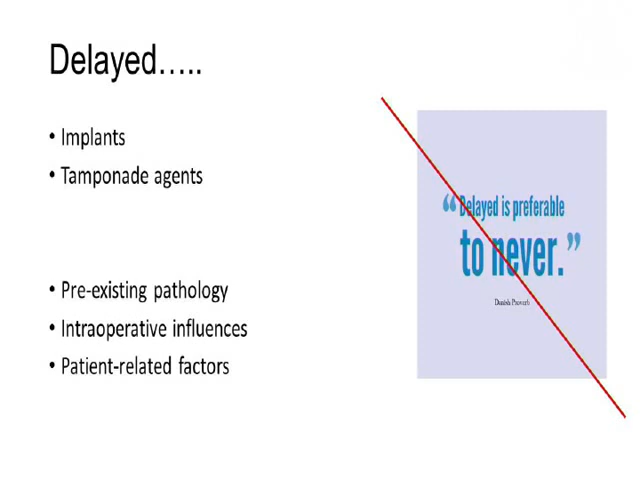 Delayed…..
• Implants
• Tamponade agents
• Pre-existing pathology
• Intraoperative influences
• Patient-related factors
“Delayed is preferable
to never.”
Danish Proverb